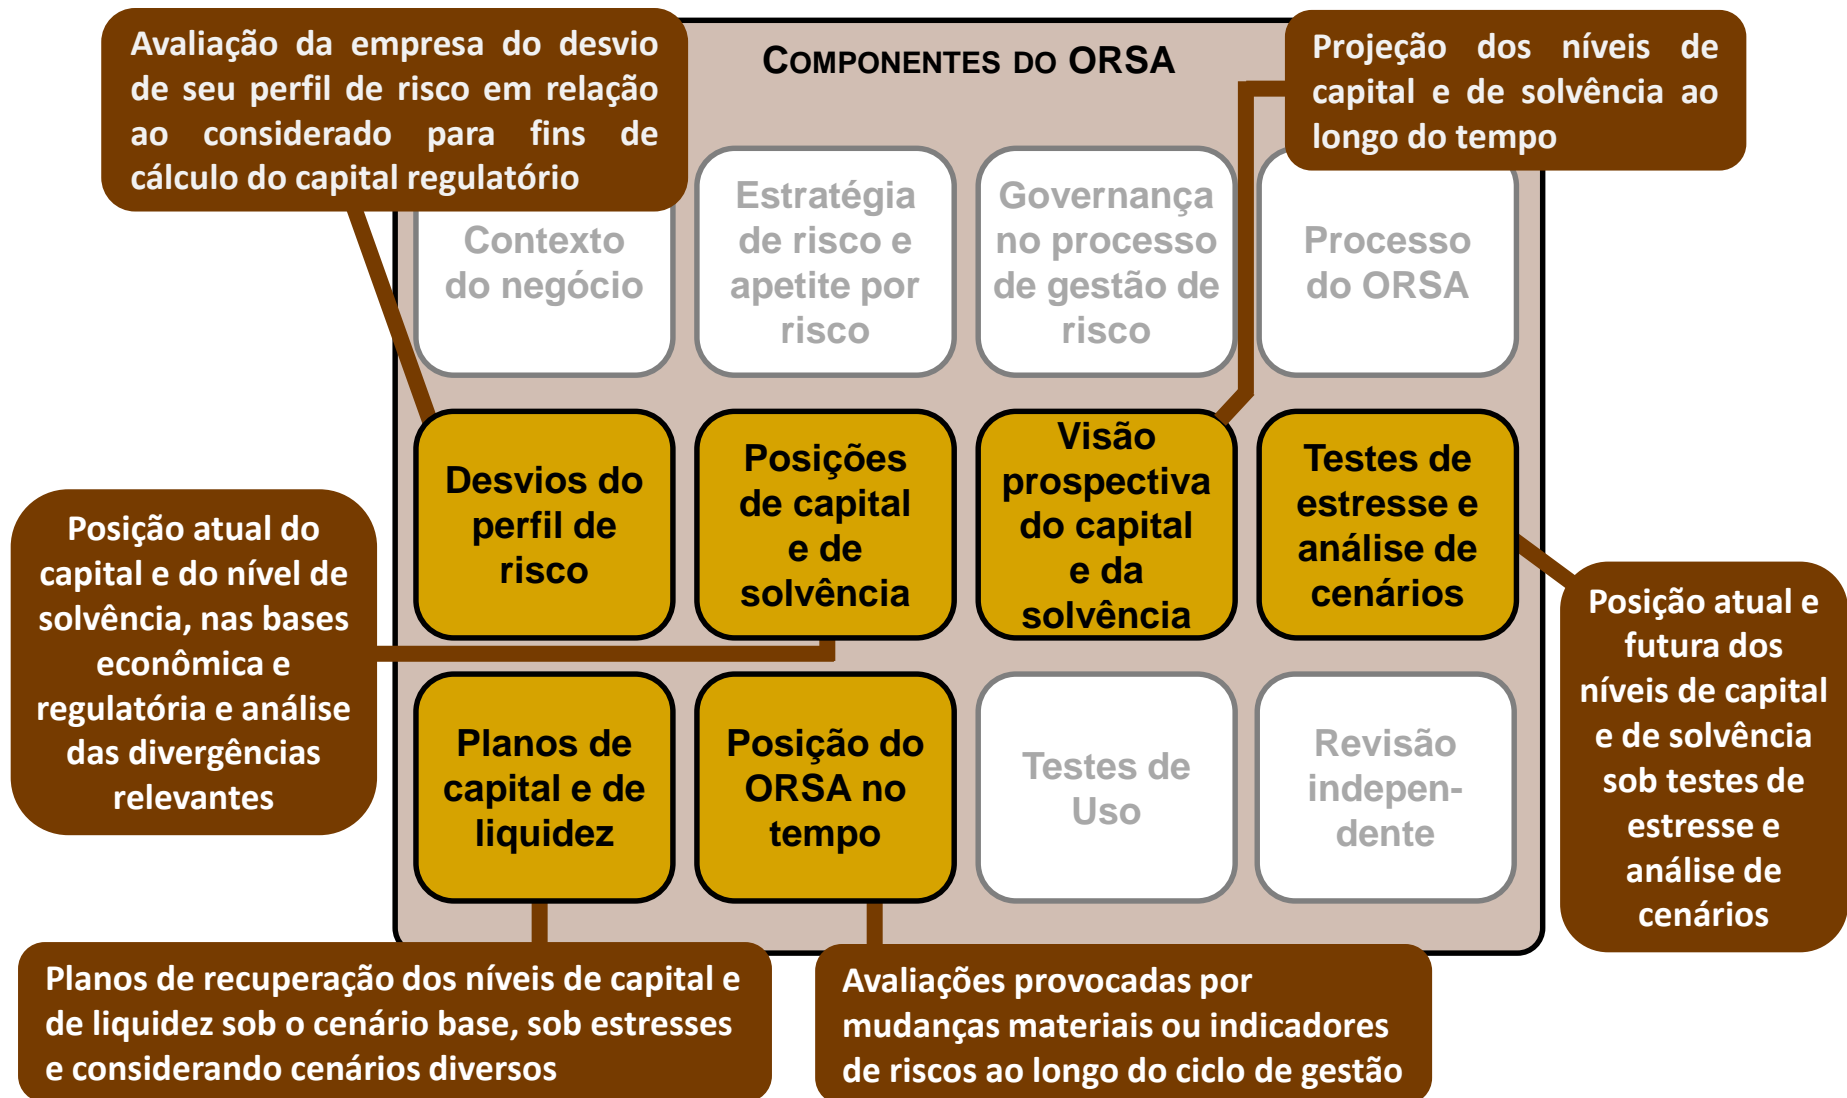 Avaliação da empresa do desvio
de seu perfil de risco em relação
ao considerado para fins de
cálculo do capital regulatório
COMPONENTES DO ORSA
Projeção dos níveis de
capital e de solvência ao
longo do tempo
Contexto
do negócio
Estratégia
de risco e
apetite por
risco
Governança
no processo
de gestão de
risco
Processo
do ORSA
Desvios do
perfil de
risco
Posições
de capital
e de
solvência
Visão
prospectiva
do capital
e da
solvência
Testes de
estresse e
análise de
cenários
Posição atual do
capital e do nível de
solvência, nas bases
econômica e
regulatória e análise
das divergências
relevantes
Posição atual e
futura dos
níveis de capital
e de solvência
sob testes de
estresse e
análise de
cenários
Planos de
capital e de
liquidez
Posição do
ORSA no
tempo
Testes de
Uso
Revisão
indepen-
dente
Planos de recuperação dos níveis de capital e
de liquidez sob o cenário base, sob estresses
e considerando cenários diversos
Avaliações provocadas por
mudanças materiais ou indicadores
de riscos ao longo do ciclo de gestão